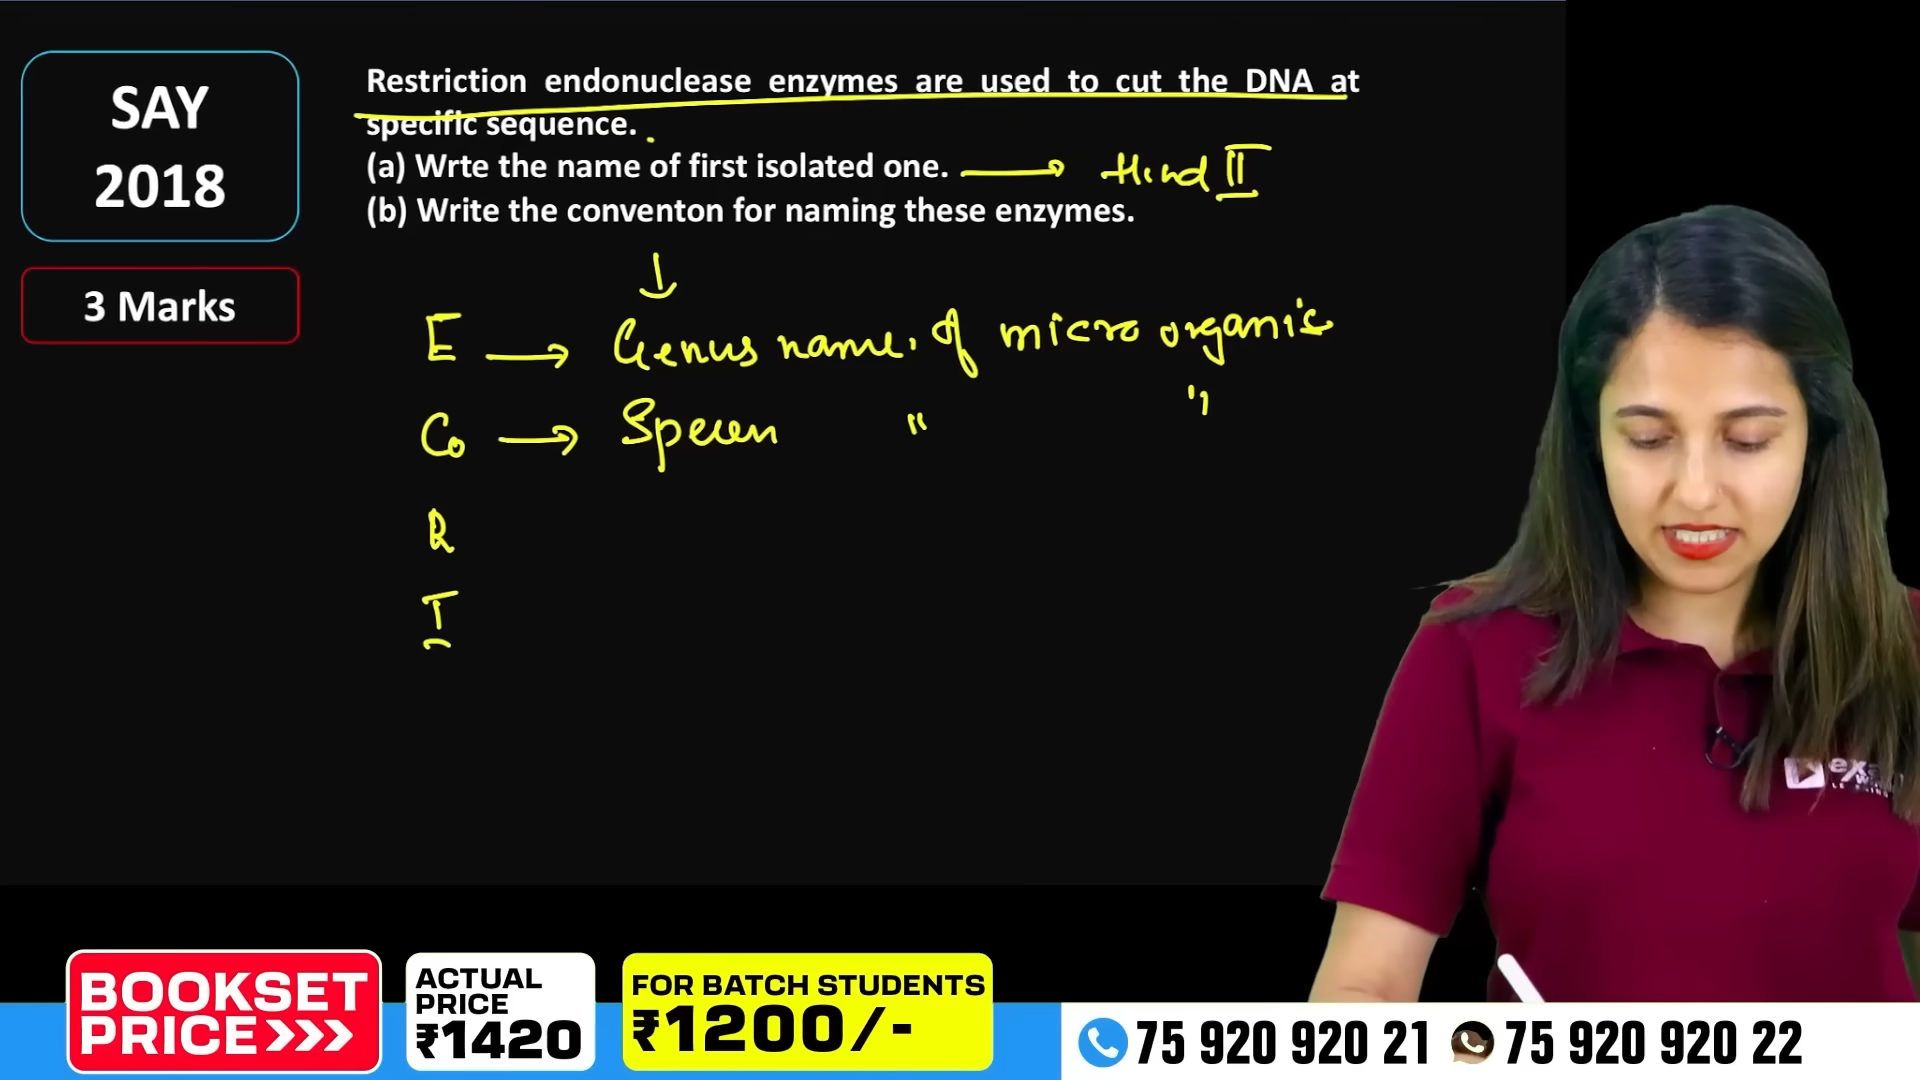 SAY
2018
3 Marks
Restriction endonuclease enzymes are used to cut the DNA at
specific sequence.
(a) Wrte the name of first isolated one. → Hind II
(b) Write the conventon for naming these enzymes.
↓
E → Genus name. of micro organis
Co → " "
R
I
BOOKSET
PRICE >>>
ACTUAL
PRICE
₹1420
FOR BATCH STUDENTS
₹1200/-
75 920 920 21
75 920 920 22